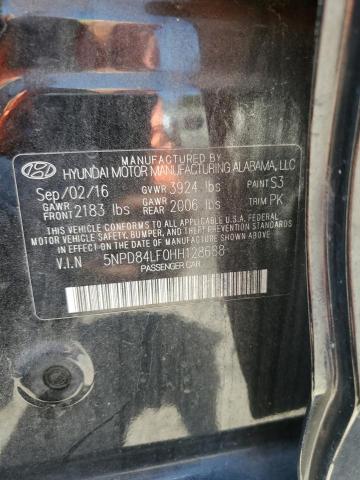 MANUFACTURED BY
HYUNDAI MOTOR MANUFACTURING ALABAMA, LLC
Sep/02/16 GVWR 3924 lbs PAINT S3
GAWR FRONT 2183 lbs GAWR REAR 2006 lbs TRIM PK
THIS VEHICLE CONFORMS TO ALL APPLICABLE U.S.A. FEDERAL
MOTOR VEHICLE SAFETY, BUMPER, AND THEFT PREVENTION STANDARDS
IN EFFECT ON THE DATE OF MANUFACTURE SHOWN ABOVE.
V.I.N 5NPD84LF0HH128688
PASSENGER CAR